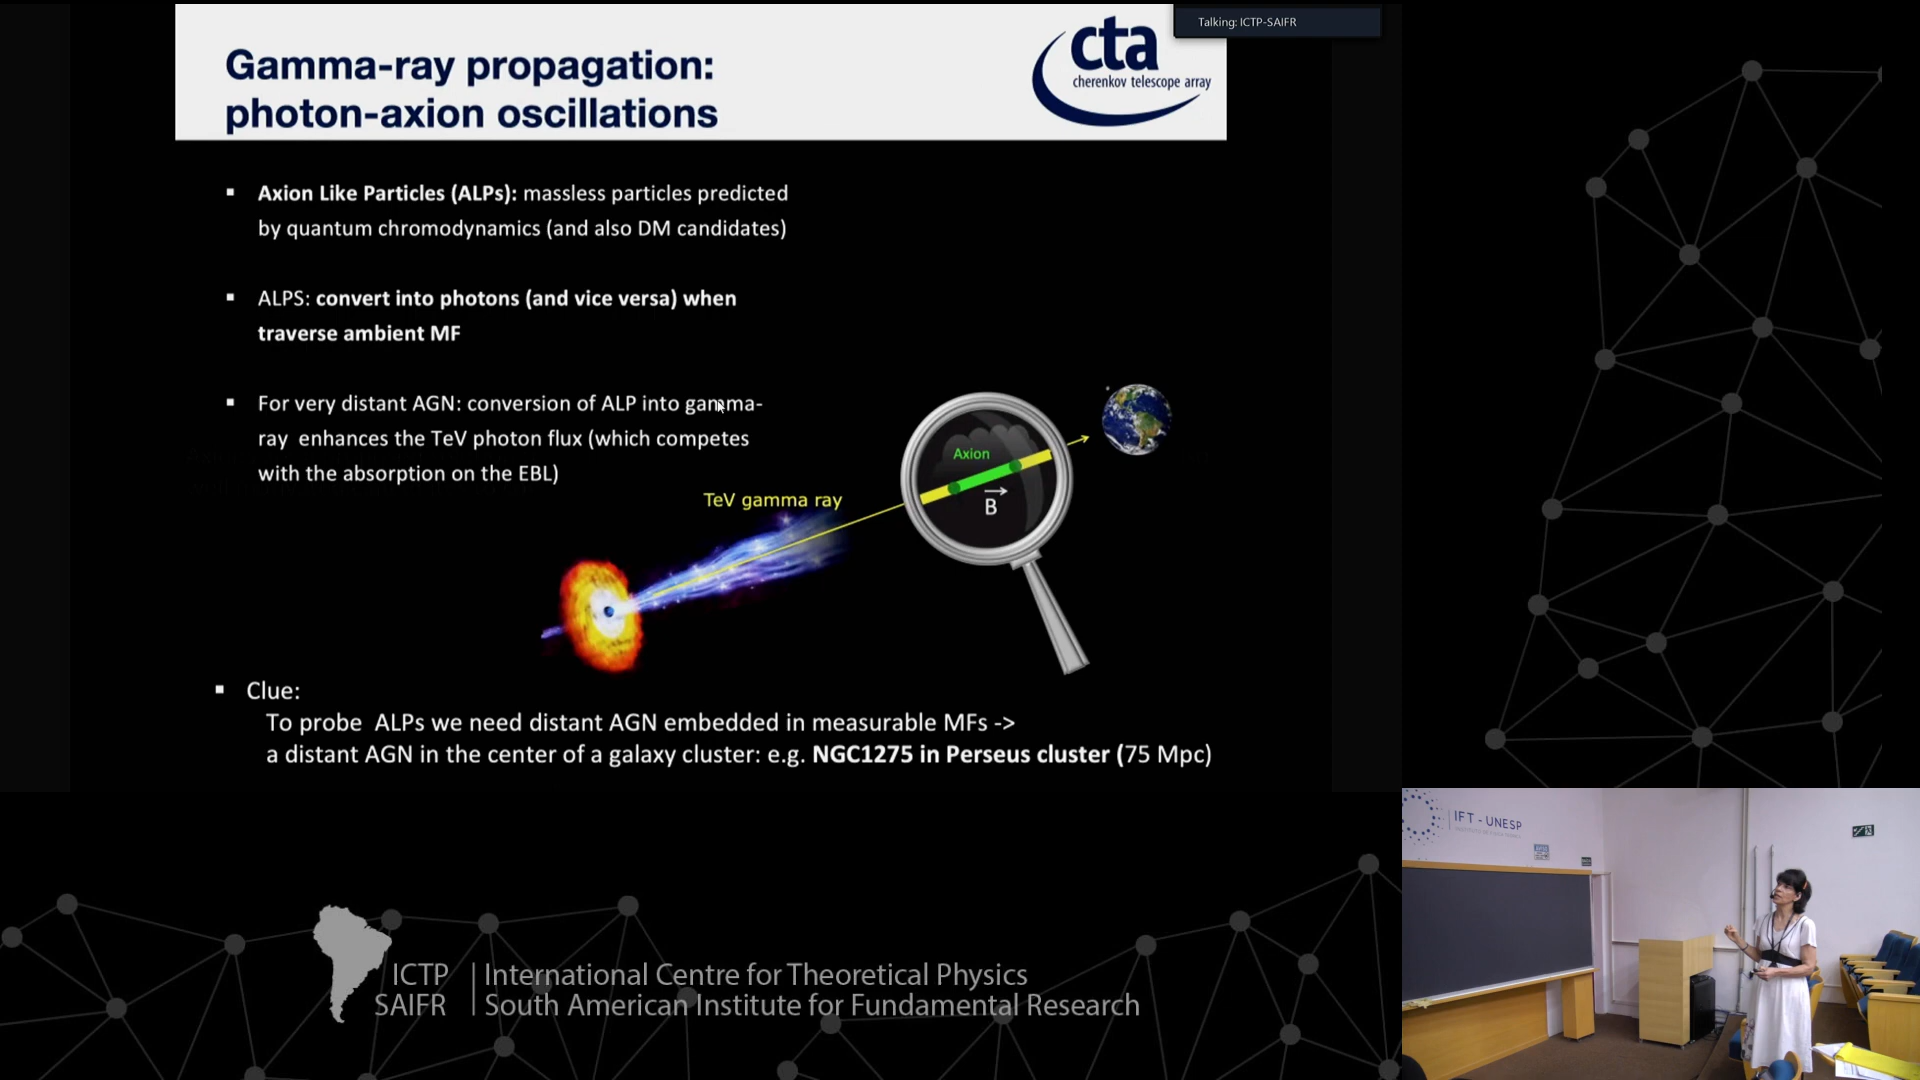 Talking: ICTP-SAIFR
Gamma-ray propagation:
photon-axion oscillations
cta
cherenkov telescope array
▪ Axion Like Particles (ALPs): massless particles predicted
by quantum chromodynamics (and also DM candidates)
▪ ALPS: convert into photons (and vice versa) when
traverse ambient MF
▪ For very distant AGN: conversion of ALP into gamma-
ray enhances the TeV photon flux (which competes
with the absorption on the EBL)
TeV gamma ray
Axion
B
▪ Clue:
To probe ALPs we need distant AGN embedded in measurable MFs ->
a distant AGN in the center of a galaxy cluster: e.g. NGC1275 in Perseus cluster (75 Mpc)
IFT - UNESP
ICTP
SAIFR
International Centre for Theoretical Physics
South American Institute for Fundamental Research